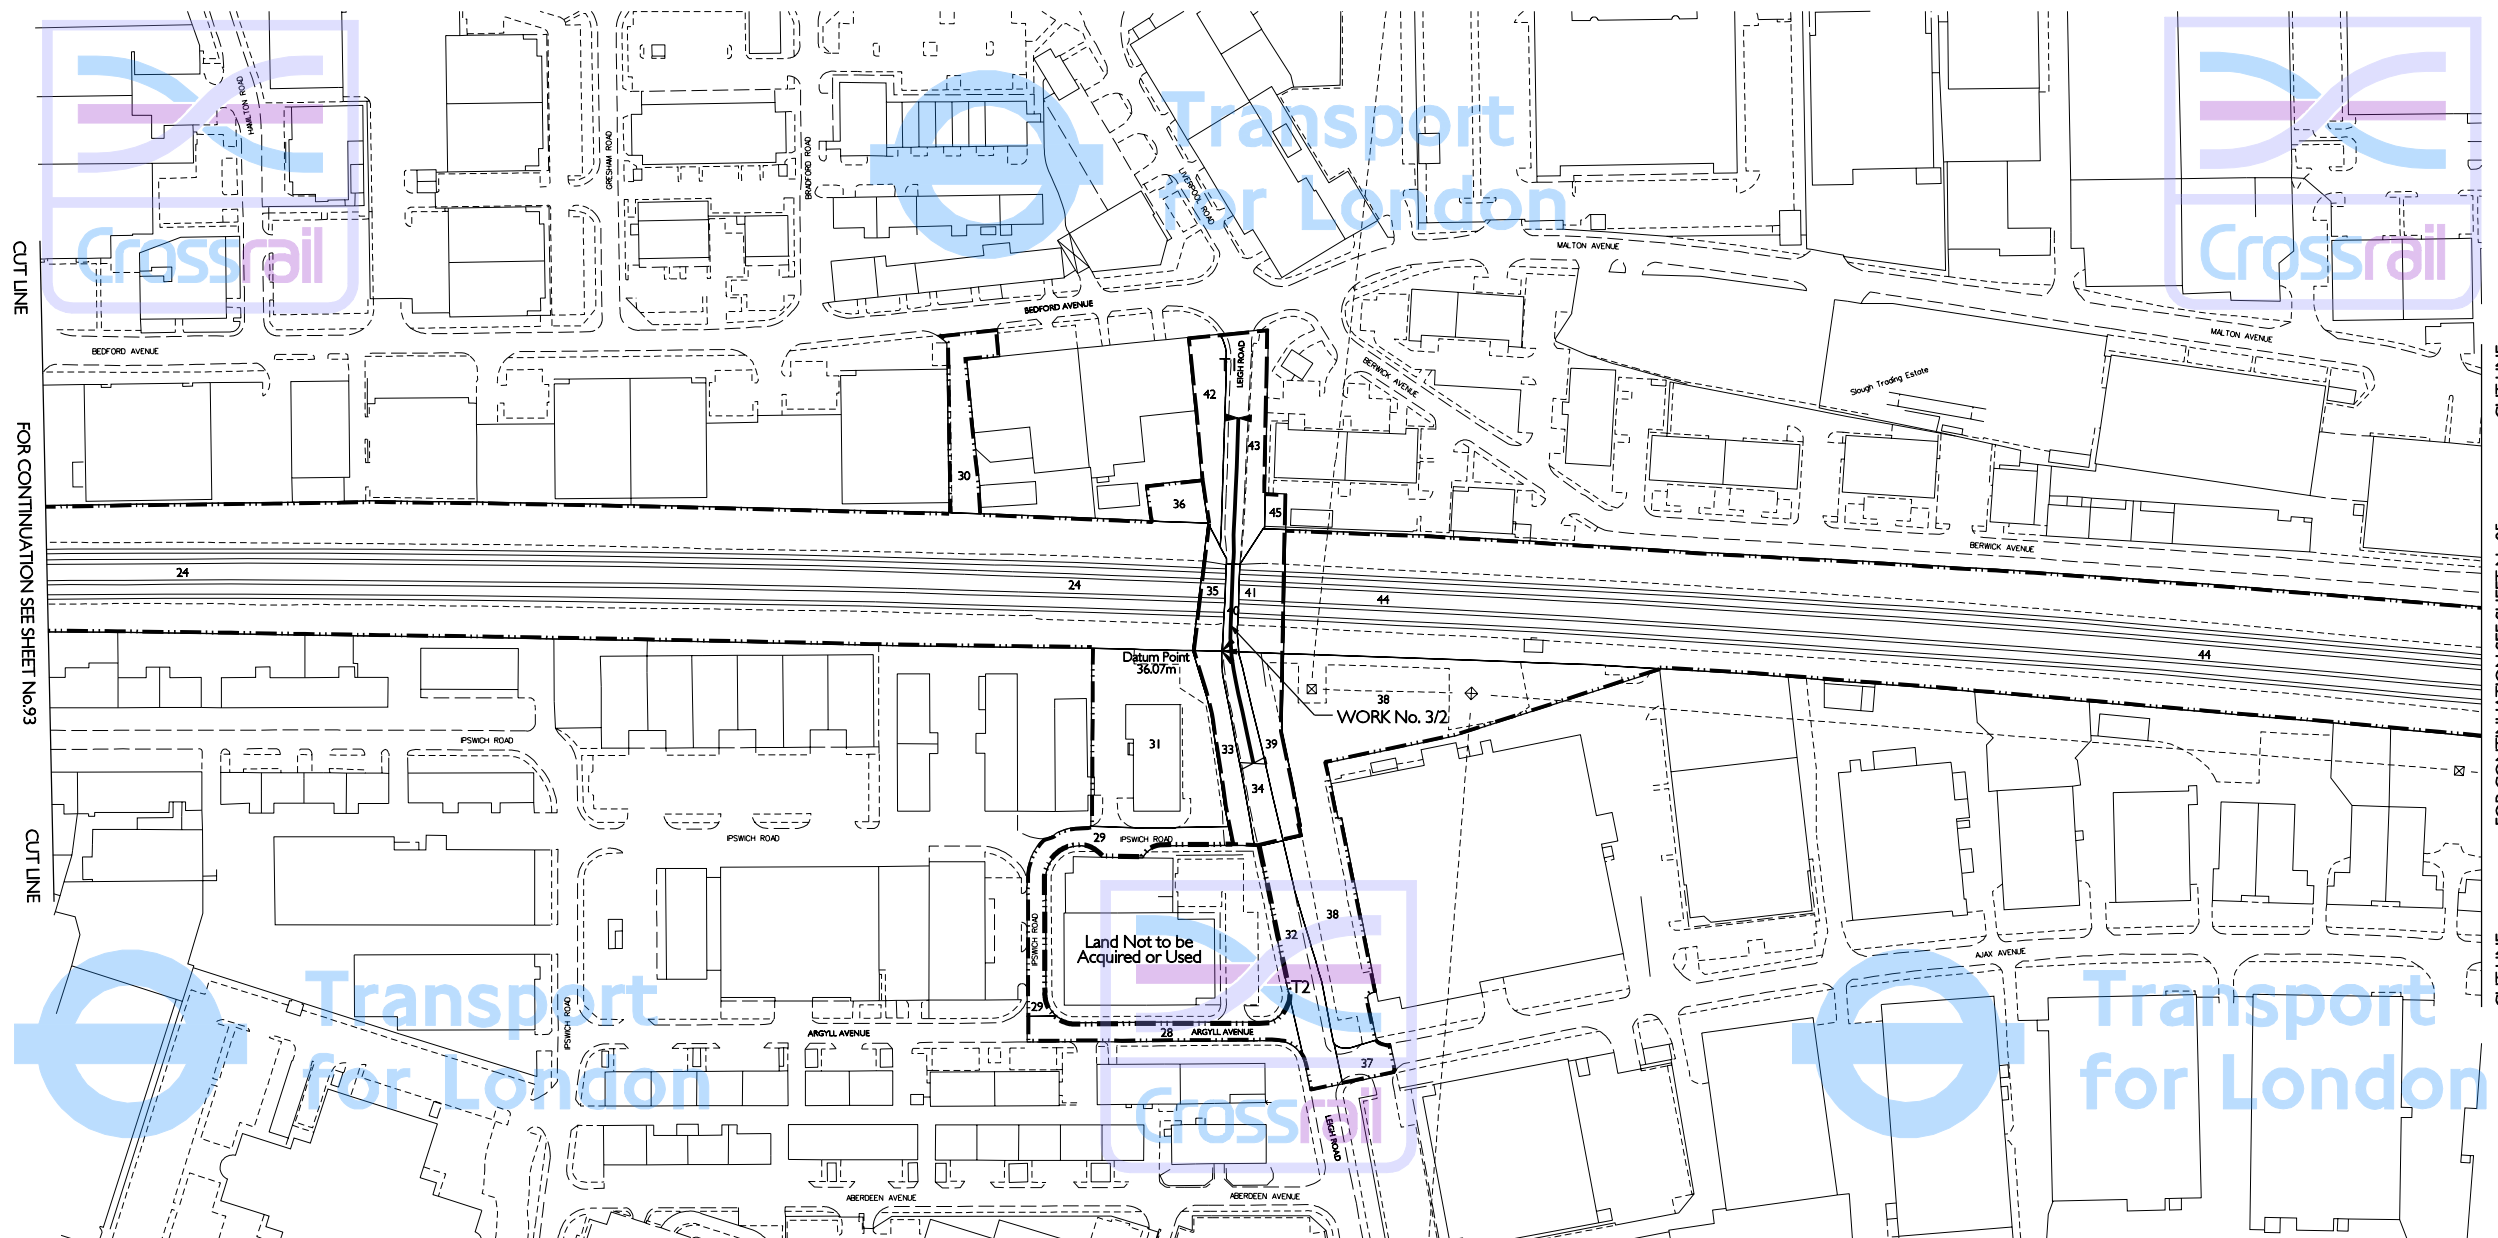 HAMILTON ROAD
GRESHAM ROAD
BRADFORD ROAD
LIVERPOOL ROAD
Transport
for London
Crossrail
Crossrail
MALTON AVENUE
CUT LINE
BEDFORD AVENUE
BEDFORD AVENUE
MALTON AVENUE
LEIGH ROAD
BERWICK AVENUE
Slough Trading Estate
42
43
30
36
45
FOR CONTINUATION SEE SHEET No.93
BERWICK AVENUE
24
24
35
41
40
44
44
Datum Point
36.07m
38
WORK No. 3/2
IPSWICH ROAD
31
33
39
34
CUT LINE
IPSWICH ROAD
29
IPSWICH ROAD
IPSWICH ROAD
Land Not to be
Acquired or Used
32
38
AJAX AVENUE
T2
Transport
for London
IPSWICH ROAD
29
ARGYLL AVENUE
28
ARGYLL AVENUE
37
Crossrail
LEIGH ROAD
Transport
for London
ABERDEEN AVENUE
ABERDEEN AVENUE